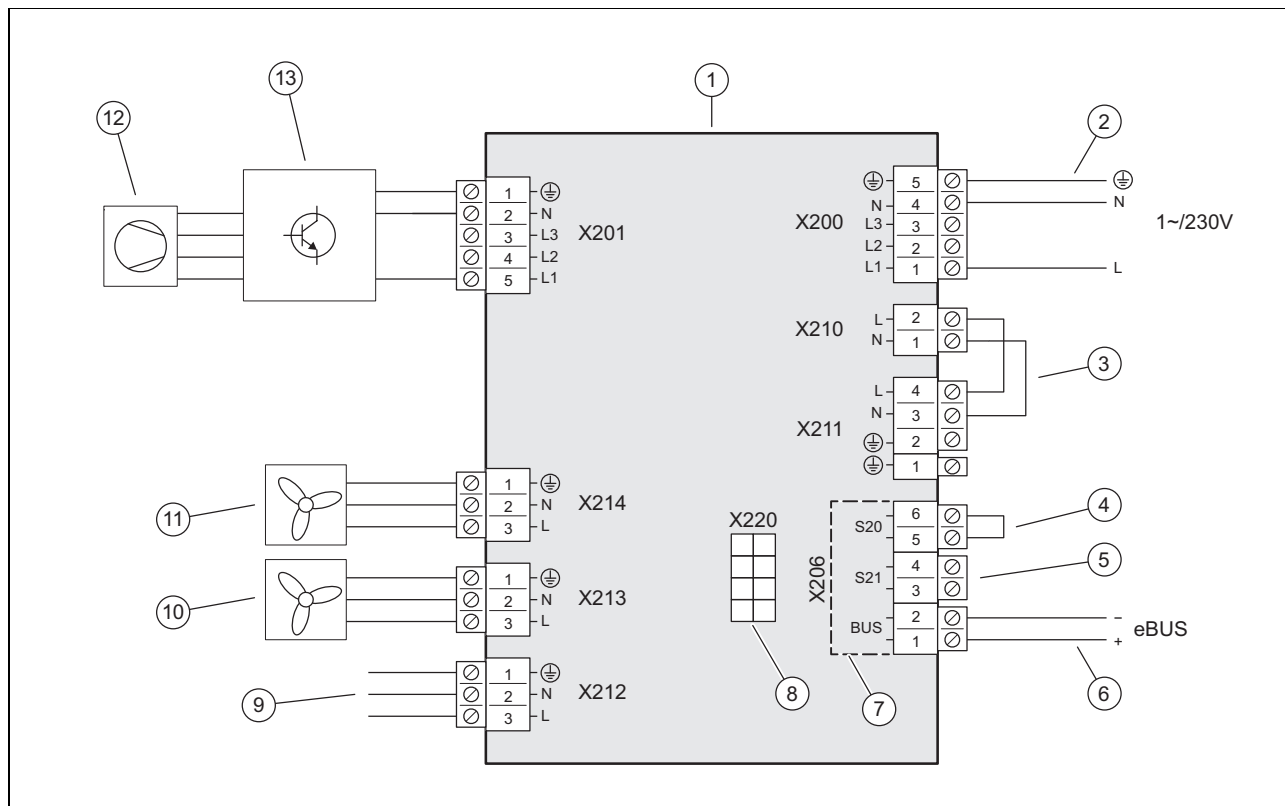 13
1
12
2
1
2 N
3 L3
4 L2
5 L1
X201
X200
5
N 4
L3 3
L2 2
L1 1
N
1~/230V
L
X210
L 2
N 1
3
X211
L 4
N 3
2
1
11
1
2 N
3 L
X214
X220
X206
S20
6
5
4
S21
4
3
5
BUS
2
1
−
+
eBUS
6
10
1
2 N
3 L
X213
9
1
2 N
3 L
X212
8
7